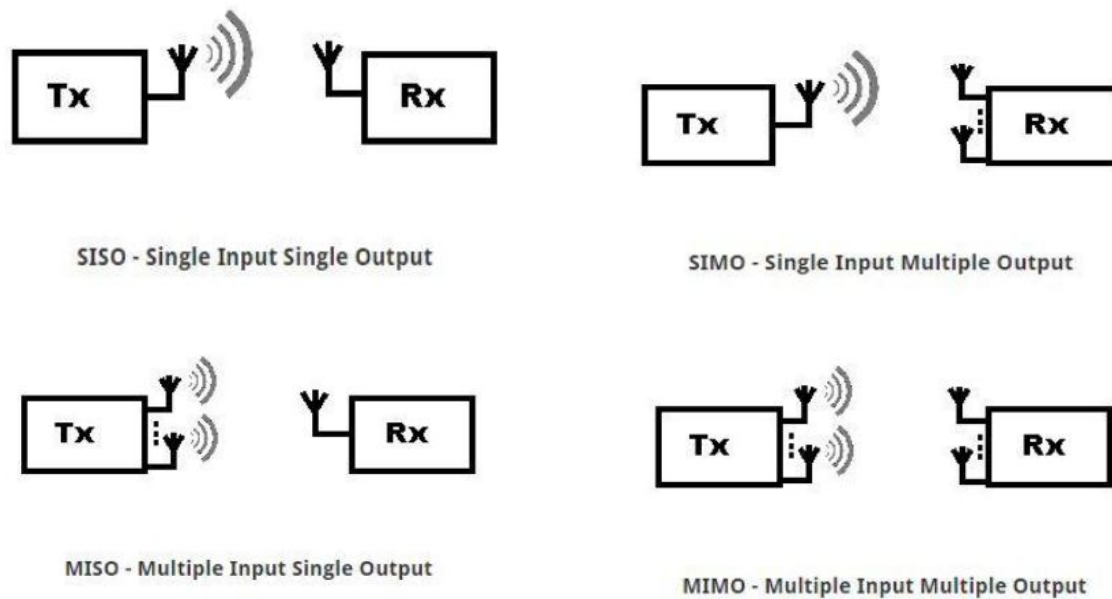 Tx
Rx
SISO - Single Input Single Output
Tx
Rx
SIMO - Single Input Multiple Output
Tx
Rx
MISO - Multiple Input Single Output
Tx
Rx
MIMO - Multiple Input Multiple Output